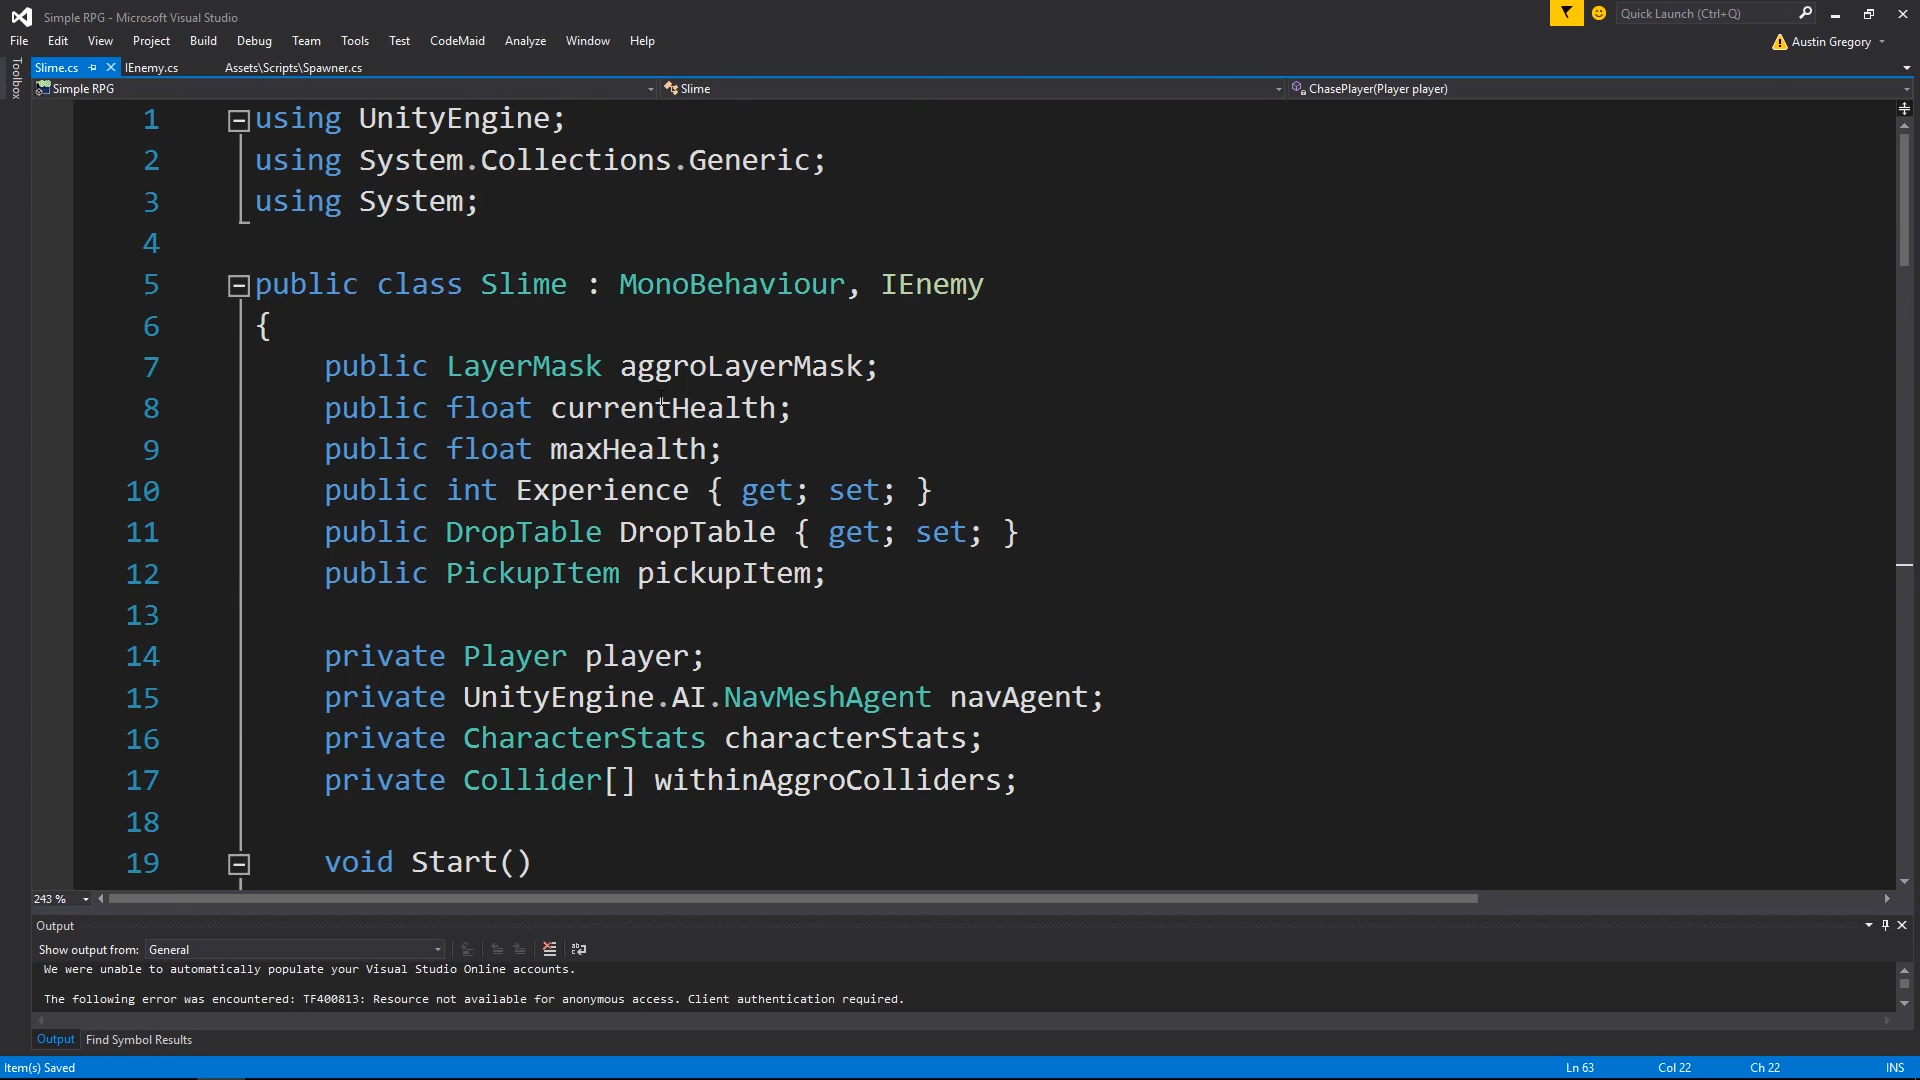 Simple RPG - Microsoft Visual Studio
Quick Launch (Ctrl+Q)
File Edit View Project Build Debug Team Tools Test CodeMaid Analyze Window Help
Austin Gregory
Toolbox
Slime.cs IEnemy.cs Assets\Scripts\Spawner.cs
Simple RPG Slime ChasePlayer(Player player)
1 using UnityEngine;
2 using System.Collections.Generic;
3 using System;
4
5 public class Slime : MonoBehaviour, IEnemy
6 {
7 public LayerMask aggroLayerMask;
8 public float currentHealth;
9 public float maxHealth;
10 public int Experience { get; set; }
11 public DropTable DropTable { get; set; }
12 public PickupItem pickupItem;
13
14 private Player player;
15 private UnityEngine.AI.NavMeshAgent navAgent;
16 private CharacterStats characterStats;
17 private Collider[] withinAggroColliders;
18
19 void Start()
243 %
Output
Show output from: General
We were unable to automatically populate your Visual Studio Online accounts.
The following error was encountered: TF400813: Resource not available for anonymous access. Client authentication required.
Output Find Symbol Results
Item(s) Saved Ln 63 Col 22 Ch 22 INS